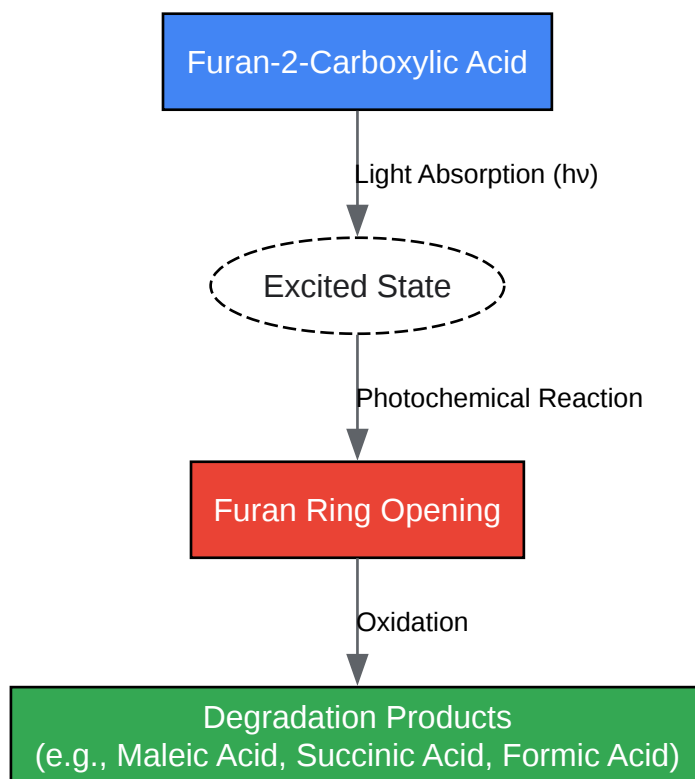 Furan-2-Carboxylic Acid
Light Absorption (hν)
Excited State
Photochemical Reaction
Furan Ring Opening
Oxidation
Degradation Products
(e.g., Maleic Acid, Succinic Acid, Formic Acid)